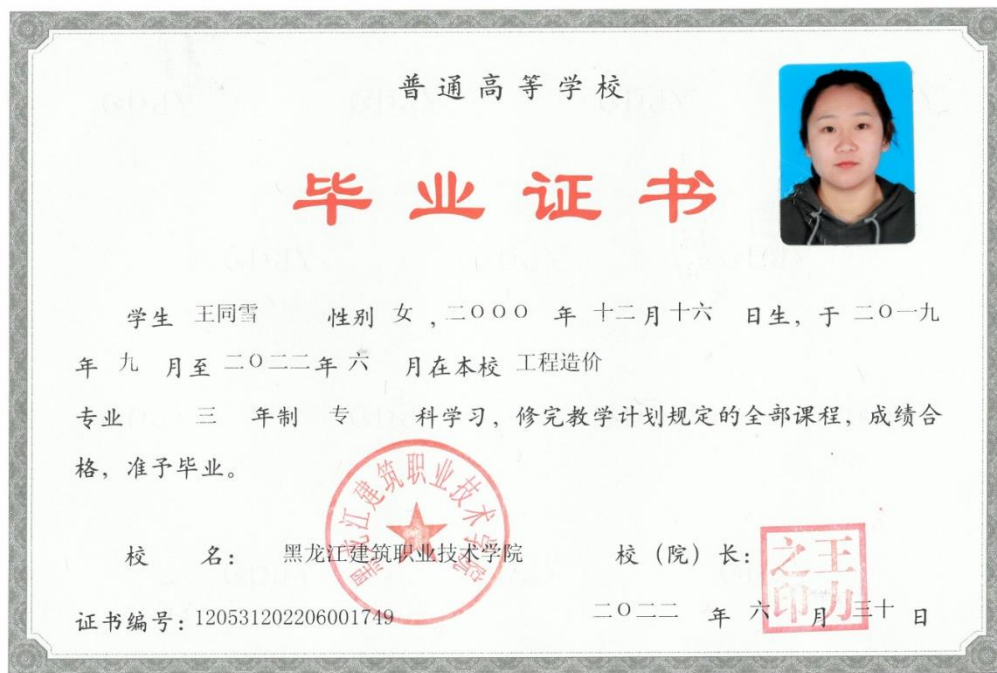 普通高等学校
毕业证书
学生 王同雪 性别 女 ,二〇〇〇 年 十二月十六 日生, 于 二〇一九
年 九 月至 二〇二二年 六 月在本校 工程造价
专业 三 年制 专 科学习, 修完教学计划规定的全部课程, 成绩合
格, 准予毕业。
黑龙江建筑职业技术学院
校 名: 黑龙江建筑职业技术学院 校 (院) 长:
王力之印
证书编号: 120531202206001749 二〇二二 年 六 月 三十 日